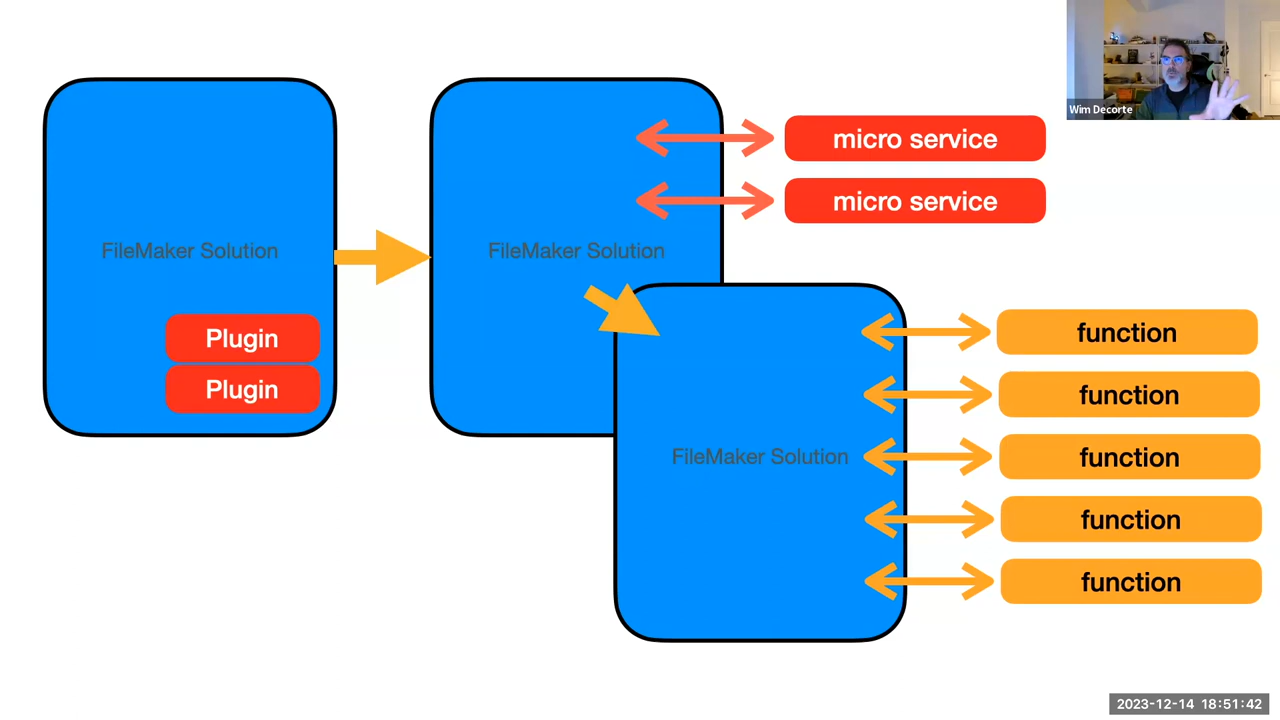 Wim Decorte
micro service
micro service
FileMaker Solution
FileMaker Solution
Plugin
Plugin
function
function
FileMaker Solution
function
function
function
2023-12-14 18:51:42